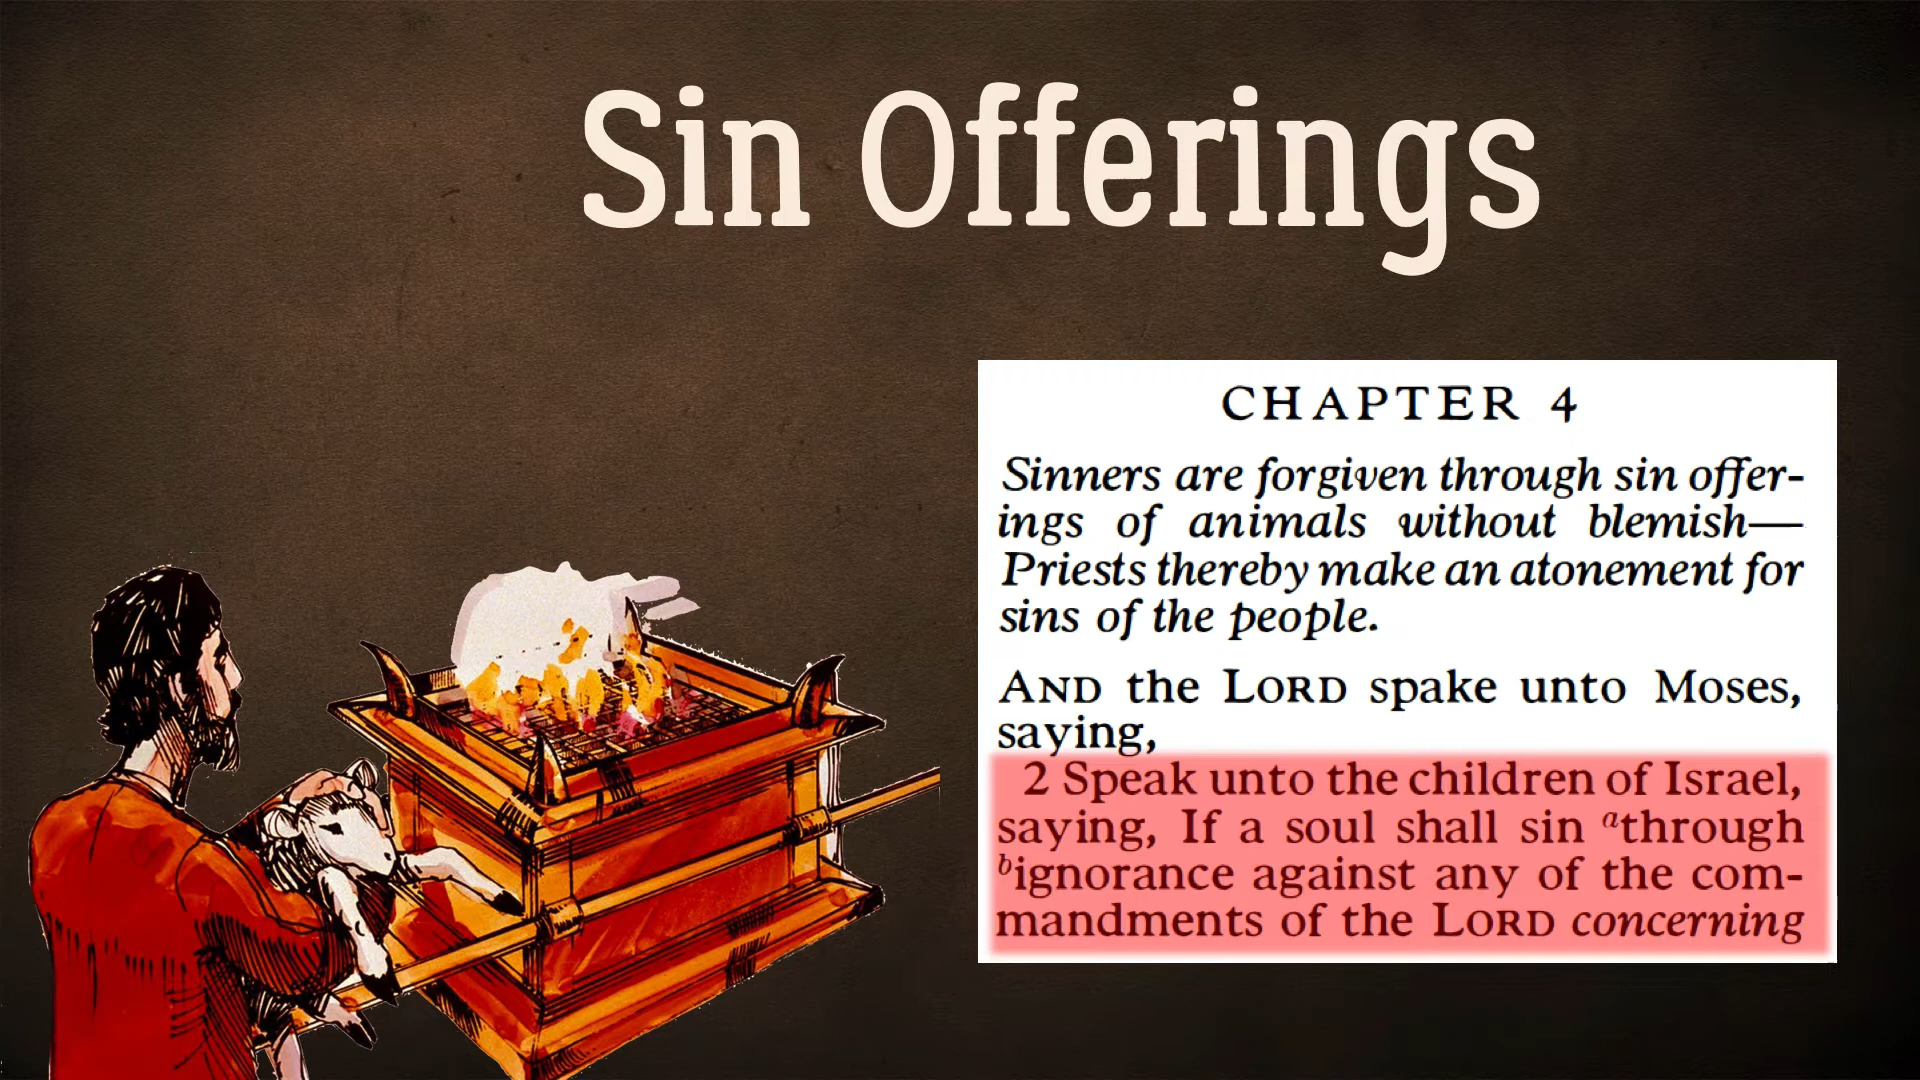 Sin Offerings
CHAPTER 4
Sinners are forgiven through sin offer-
ings of animals without blemish—
Priests thereby make an atonement for
sins of the people.
AND the LORD spake unto Moses,
saying,
2 Speak unto the children of Israel,
saying, If a soul shall sin athrough
bignorance against any of the com-
mandments of the LORD concerning